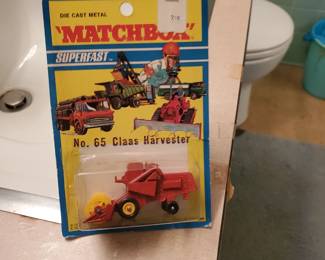 DIE CAST METAL
"MATCHBOX"
SUPERFAST
No. 65 Claas Harvester